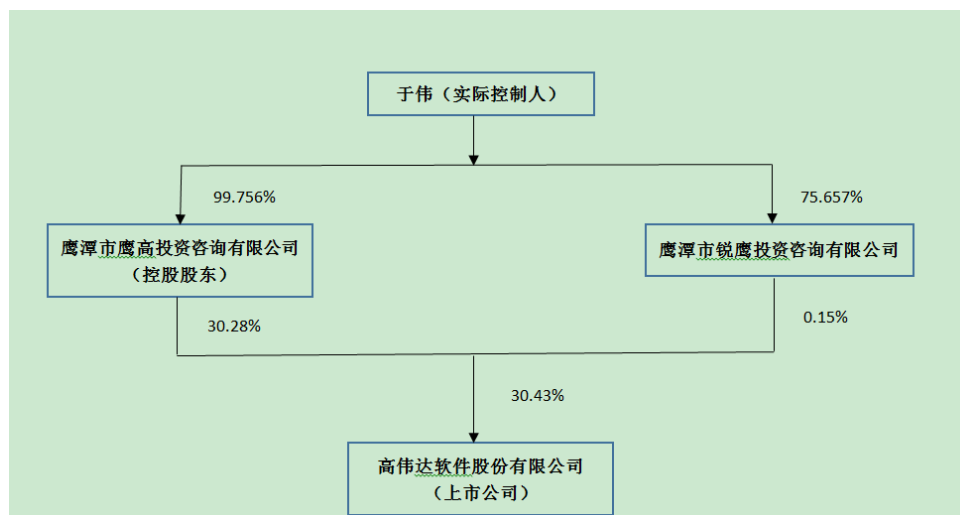 于伟（实际控制人）
99.756%
75.657%
鹰潭市鹰高投资咨询有限公司
（控股股东）
鹰潭市锐鹰投资咨询有限公司
30.28%
0.15%
30.43%
高伟达软件股份有限公司
（上市公司）